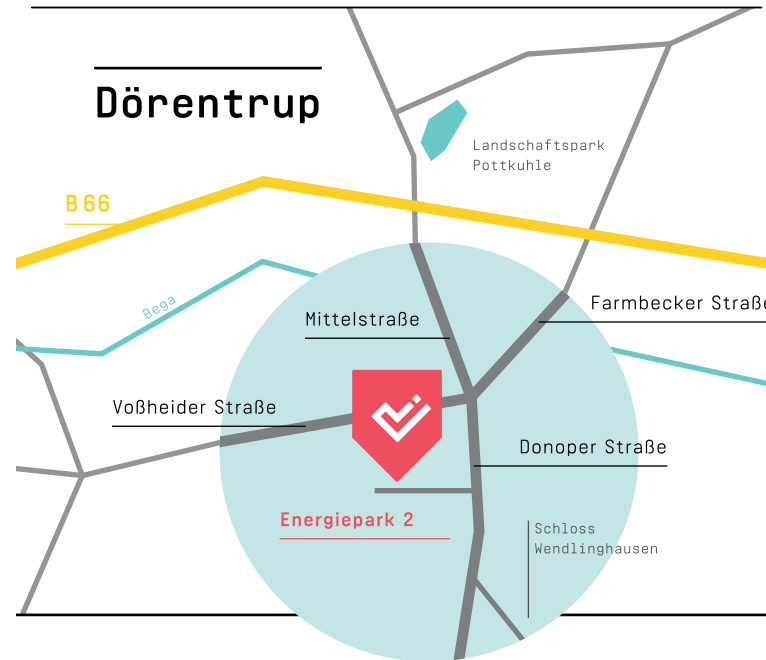 Dörentrup
Landschaftspark
Pottkuhle
B 66
Bega
Farmbecker Straße
Mittelstraße
Voßheider Straße
Donoper Straße
Energiepark 2
Schloss
Wendlinghausen